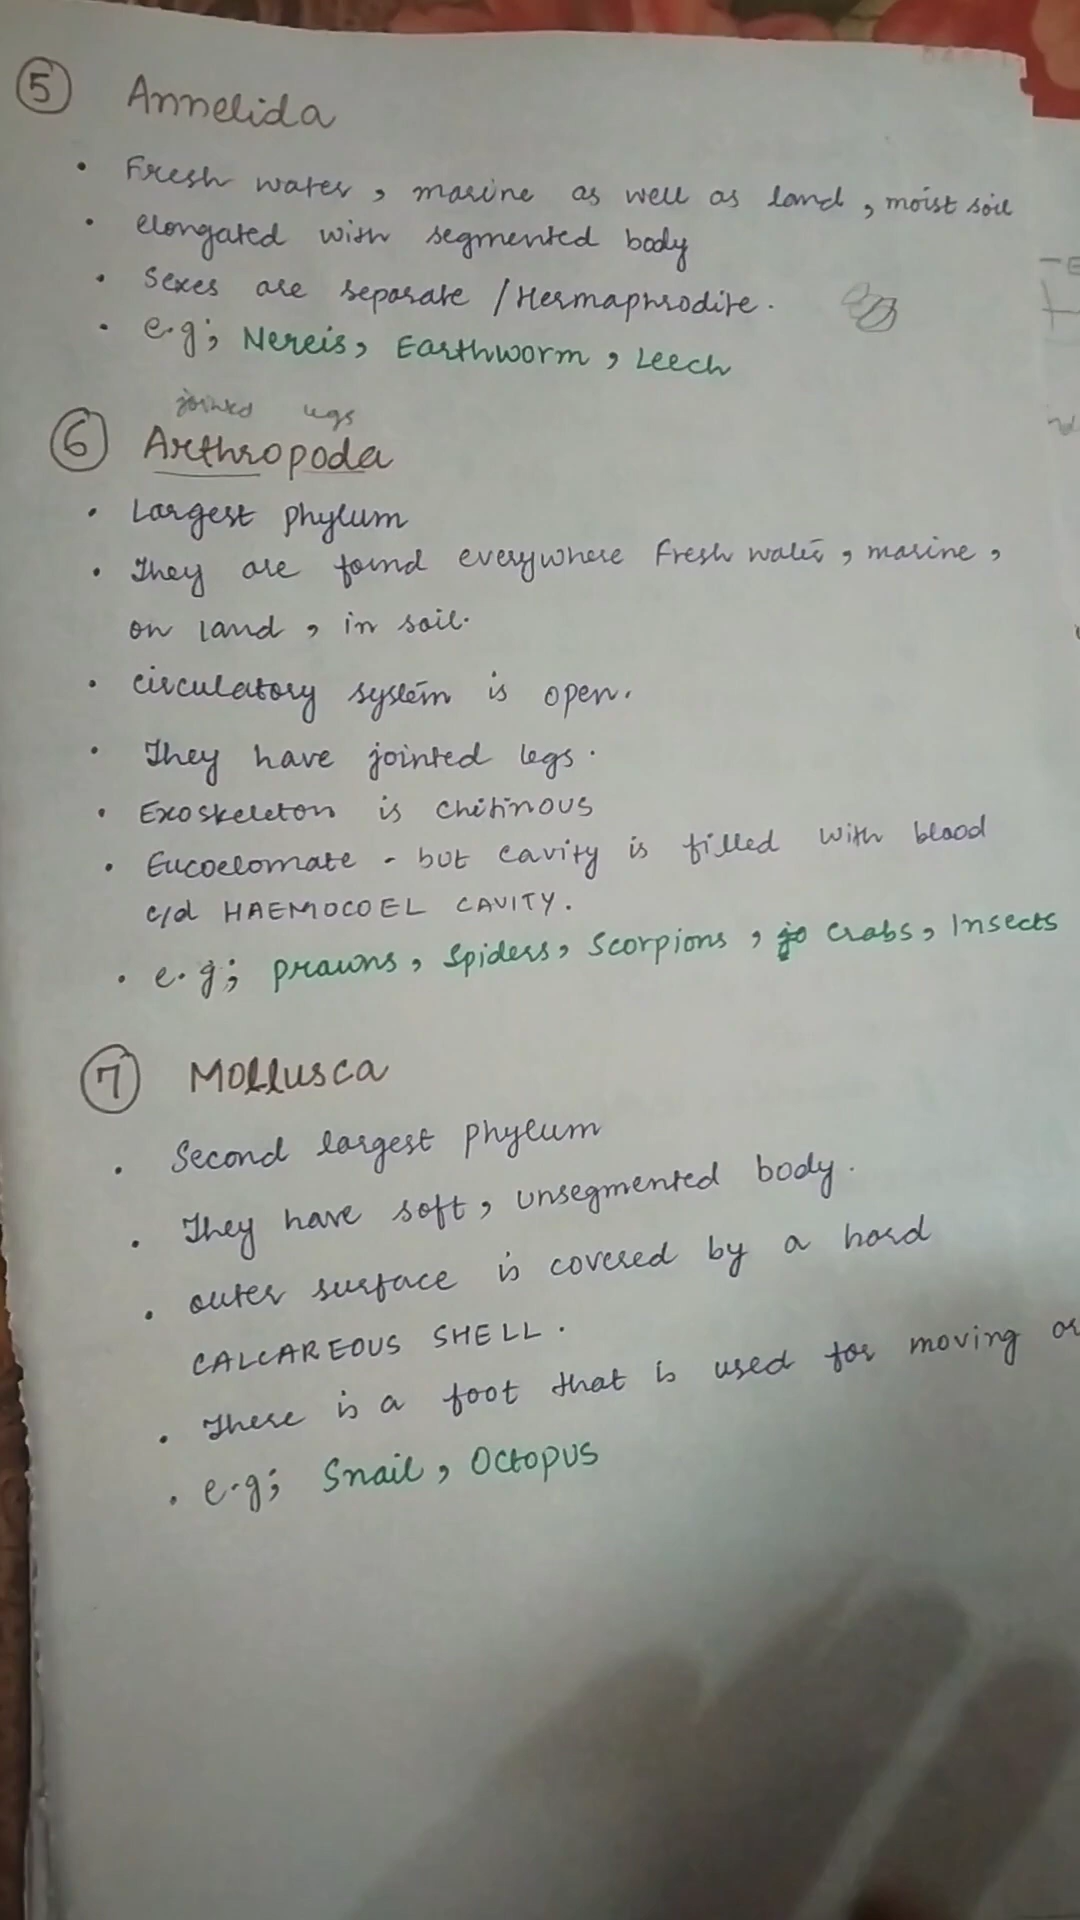 5 Annelida
• Fresh water, marine as well as land, moist soil
• elongated with segmented body
• Sexes are separate / Hermaphrodite.
• e.g; Nereis, Earthworm, Leech
jointed legs
6 Arthropoda
• Largest phylum
• They are found everywhere Fresh water, marine,
on land, in soil.
• circulatory system is open.
• They have jointed legs.
• Exoskeleton is chitinous
• Eucoelomate - but cavity is filled with blood
c/d HAEMOCOEL CAVITY.
• e.g; prawns, Spiders, Scorpions, crabs, Insects
7 Mollusca
• Second largest phylum
• They have soft, unsegmented body.
• outer surface is covered by a hard
CALCAREOUS SHELL.
• There is a foot that is used for moving or
• e.g; Snail, Octopus